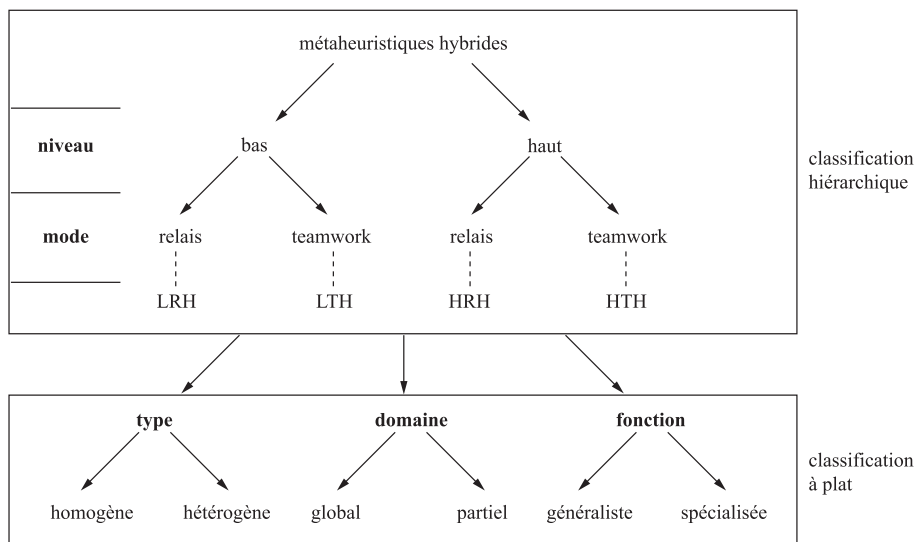 métaheuristiques hybrides
niveau
bas
haut
classification
hiérarchique
mode
relais
teamwork
relais
teamwork
LRH
LTH
HRH
HTH
type
domaine
fonction
classification
à plat
homogène
hétérogène
global
partiel
généraliste
spécialisée